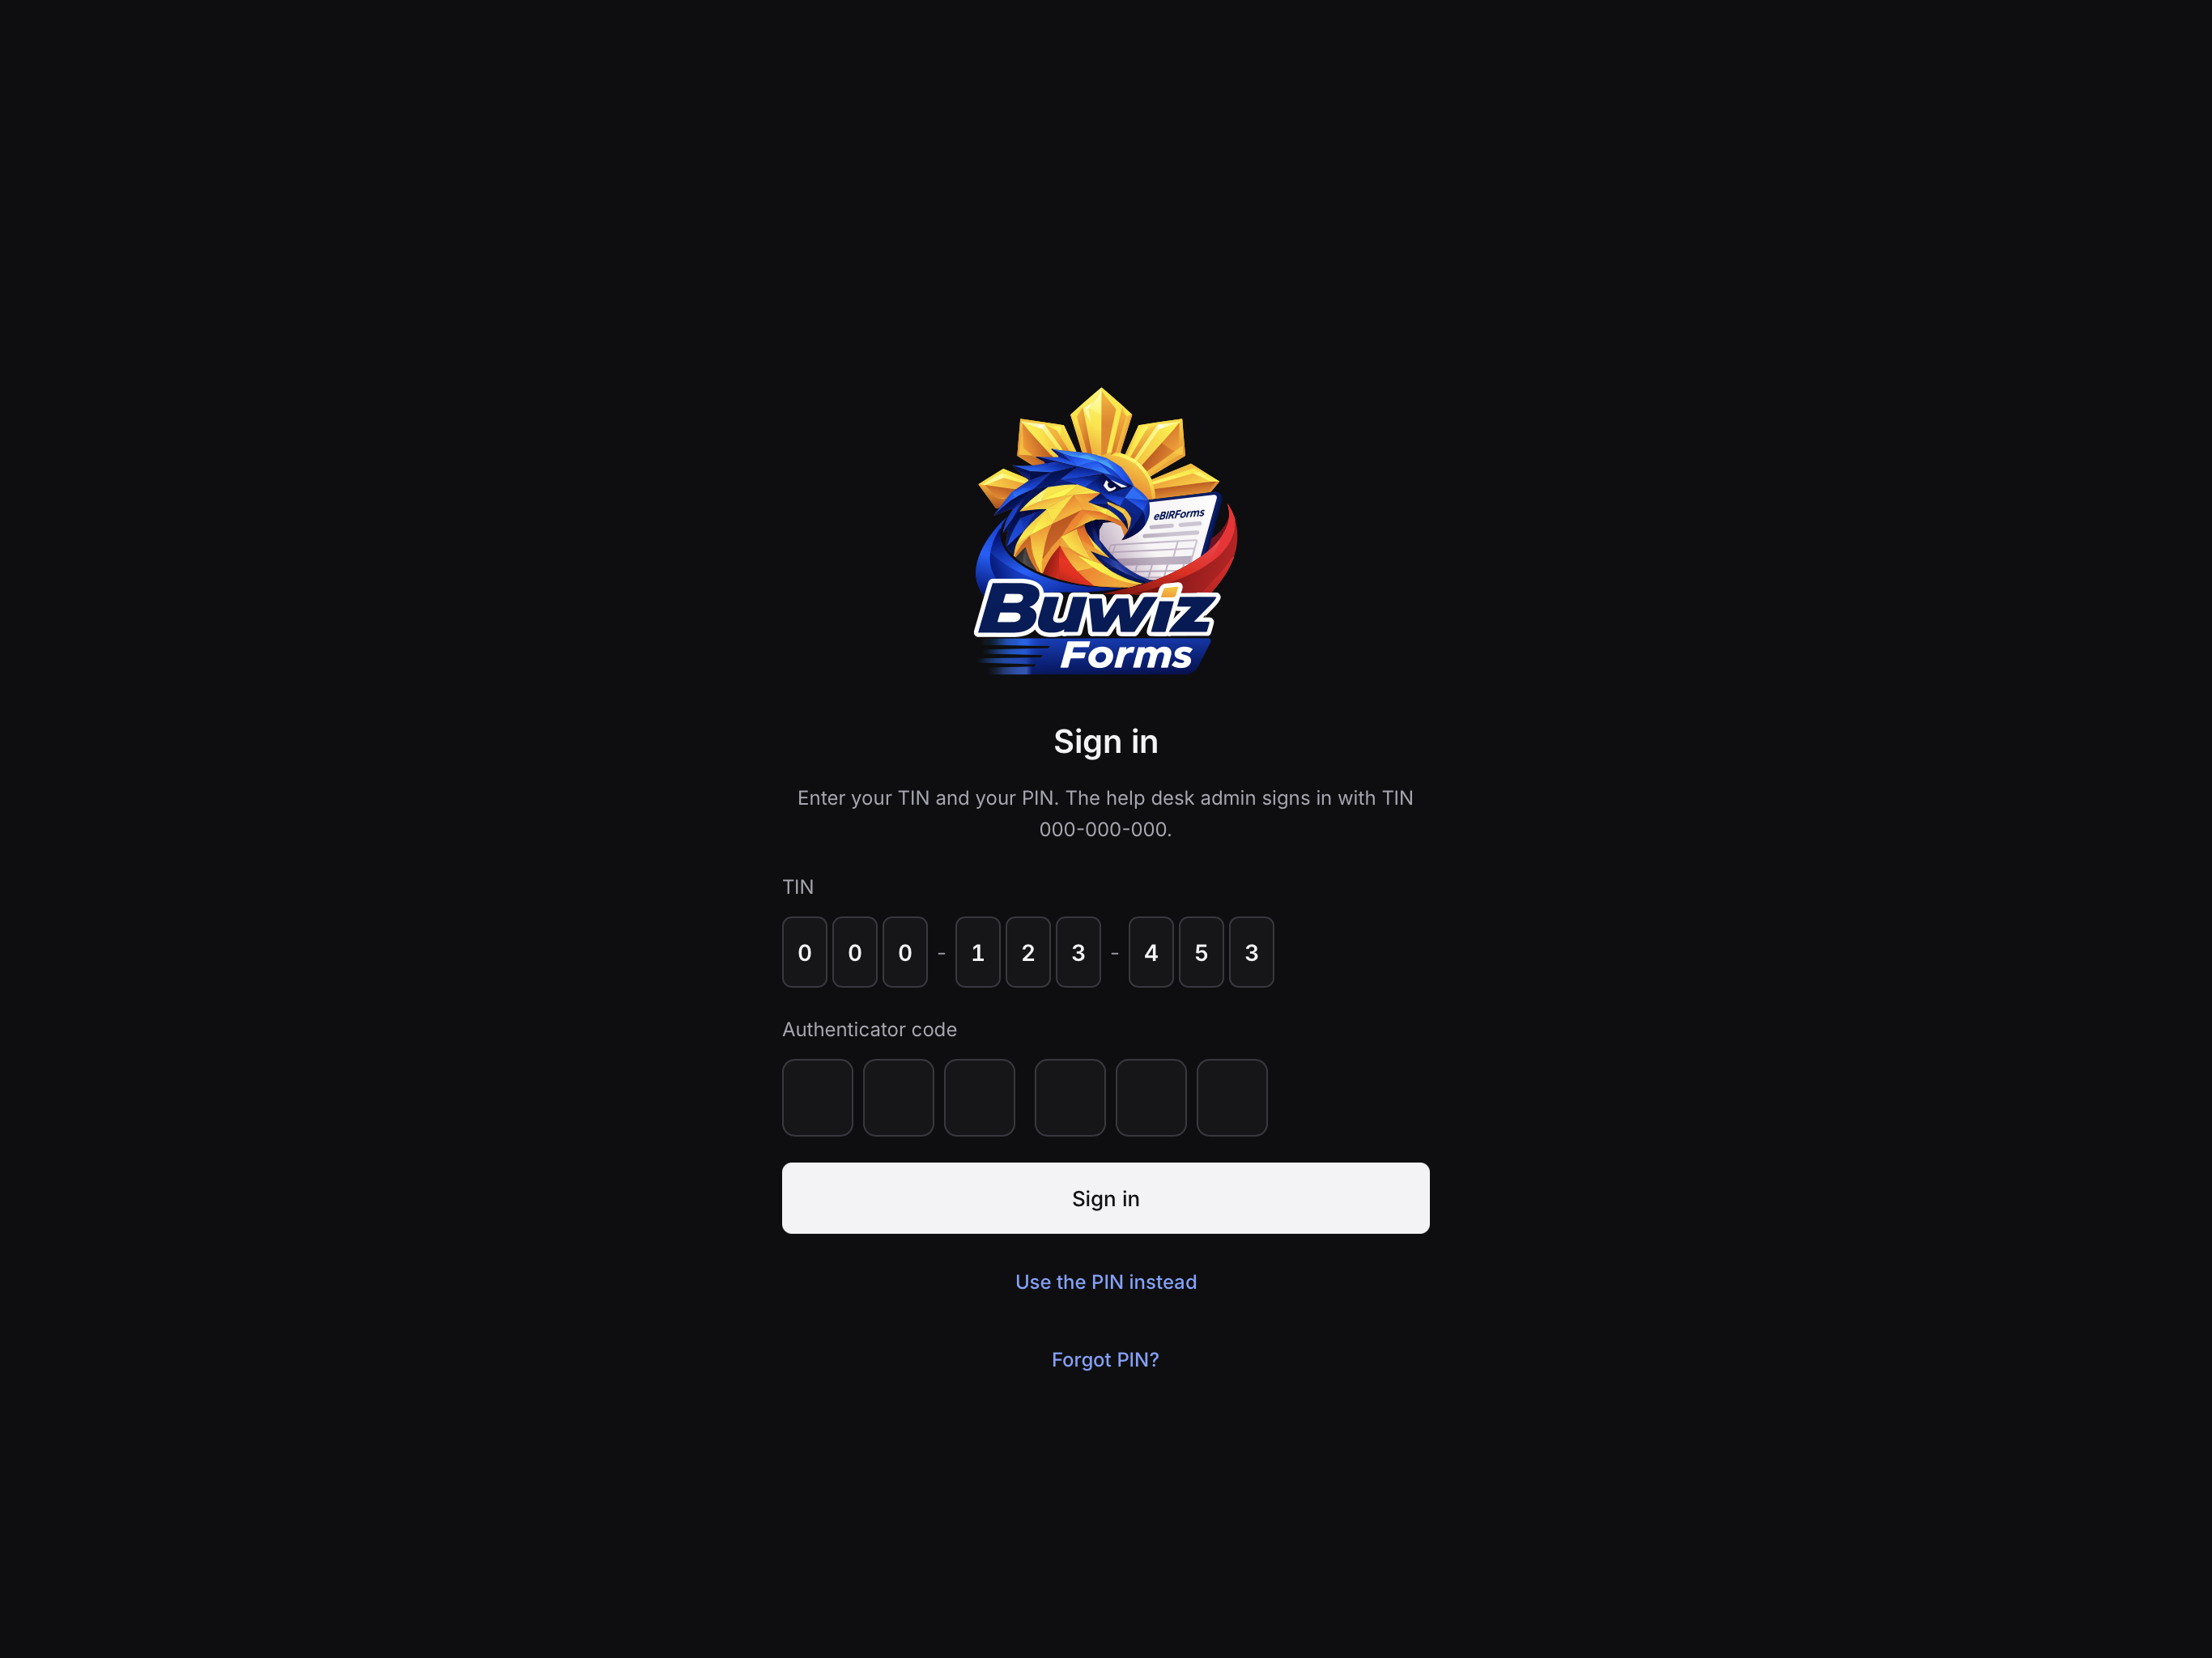 eBIRForms
Buwiz
Forms
Sign in
Enter your TIN and your PIN. The help desk admin signs in with TIN
000-000-000.
TIN
0 0 0 - 1 2 3 - 4 5 3
Authenticator code
Sign in
Use the PIN instead
Forgot PIN?